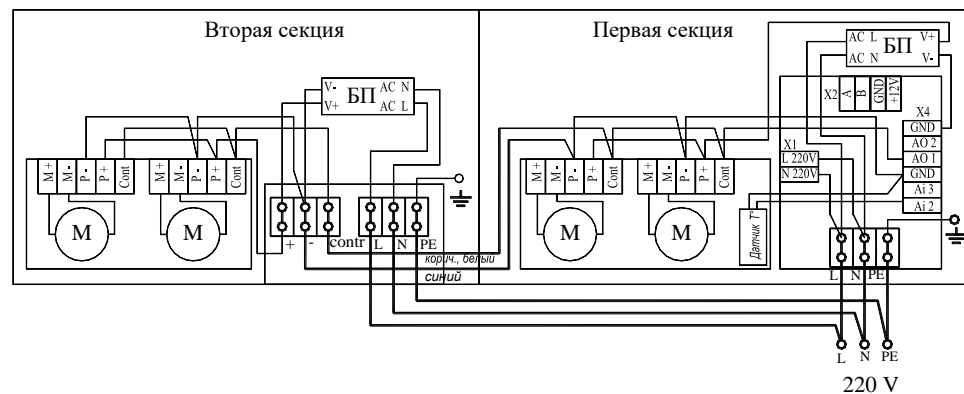 Вторая секция
Первая секция
V-
V+
БП
AC N
AC L
AC L
AC N
БП
V+
V-
X2
A
B
GND
+12V
X4
GND
AO 2
AO 1
GND
Ai 3
Ai 2
X1
L 220V
N 220V
M+
M-
P-
P+
Cont
M+
M-
P-
P+
Cont
M+
M-
P-
P+
Cont
M+
M-
P-
P+
Cont
M
M
M
M
Датчик T°
+
-
contr
L
N
PE
корич., белый
синий
L
N
PE
L
N
PE
220 V